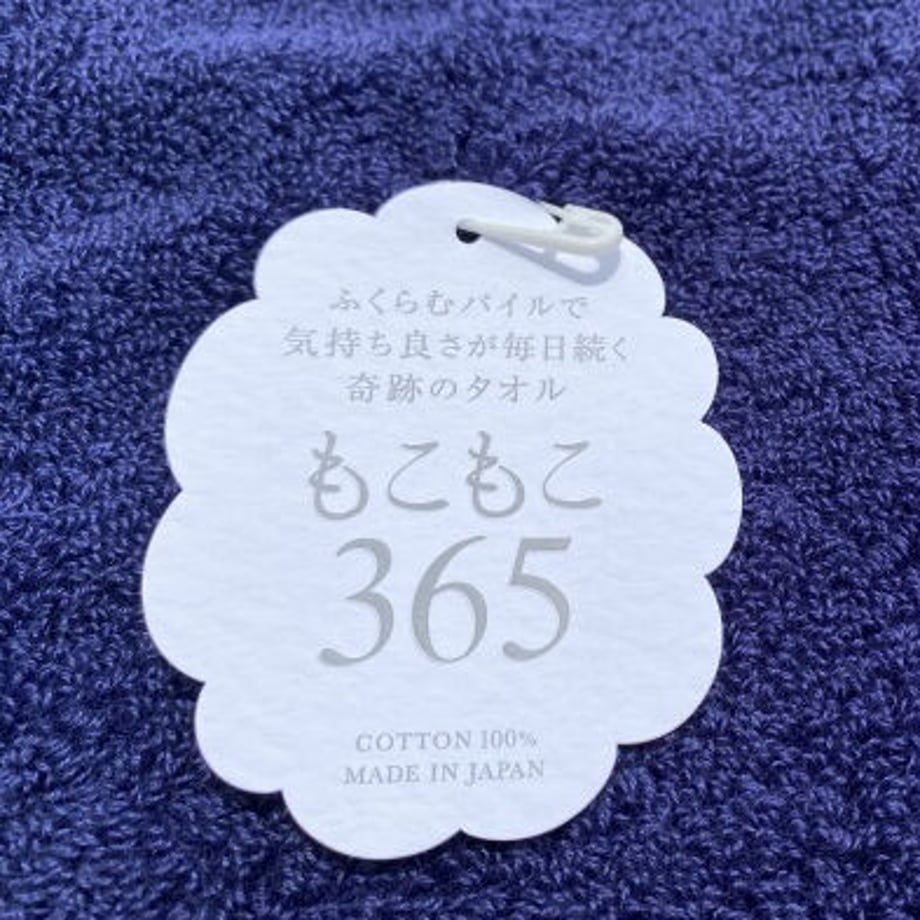 ふくらむパイルで
気持ち良さが毎日続く
奇跡のタオル
もこもこ
365
COTTON 100%
MADE IN JAPAN